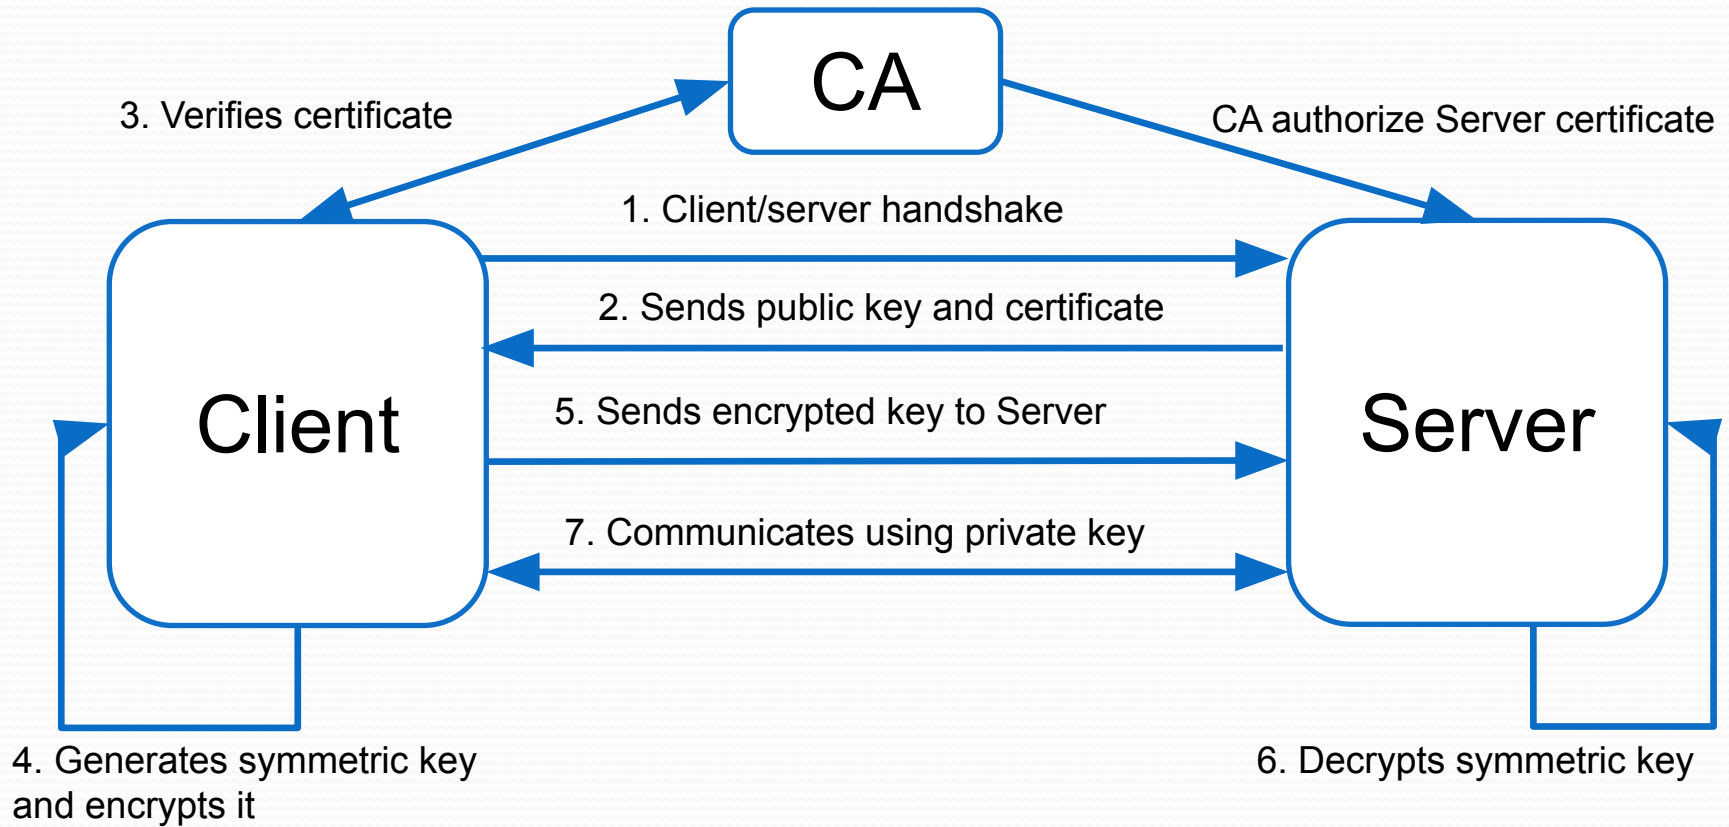 CA
3. Verifies certificate
CA authorize Server certificate
1. Client/server handshake
2. Sends public key and certificate
Client
5. Sends encrypted key to Server
Server
7. Communicates using private key
4. Generates symmetric key
and encrypts it
6. Decrypts symmetric key